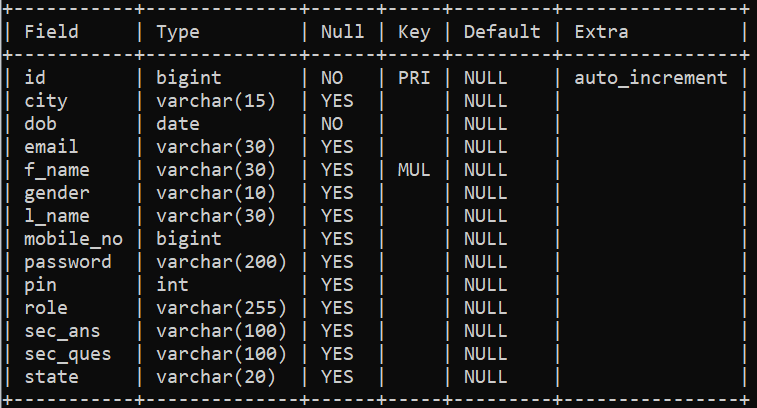 +-----------+--------------+------+-----+---------+----------------+
| Field     | Type         | Null | Key | Default | Extra          |
+-----------+--------------+------+-----+---------+----------------+
| id        | bigint       | NO   | PRI | NULL    | auto_increment |
| city      | varchar(15)  | YES  |     | NULL    |                |
| dob       | date         | NO   |     | NULL    |                |
| email     | varchar(30)  | YES  |     | NULL    |                |
| f_name    | varchar(30)  | YES  | MUL | NULL    |                |
| gender    | varchar(10)  | YES  |     | NULL    |                |
| l_name    | varchar(30)  | YES  |     | NULL    |                |
| mobile_no | bigint       | YES  |     | NULL    |                |
| password  | varchar(200) | YES  |     | NULL    |                |
| pin       | int          | YES  |     | NULL    |                |
| role      | varchar(255) | YES  |     | NULL    |                |
| sec_ans   | varchar(100) | YES  |     | NULL    |                |
| sec_ques  | varchar(100) | YES  |     | NULL    |                |
| state     | varchar(20)  | YES  |     | NULL    |                |
+-----------+--------------+------+-----+---------+----------------+